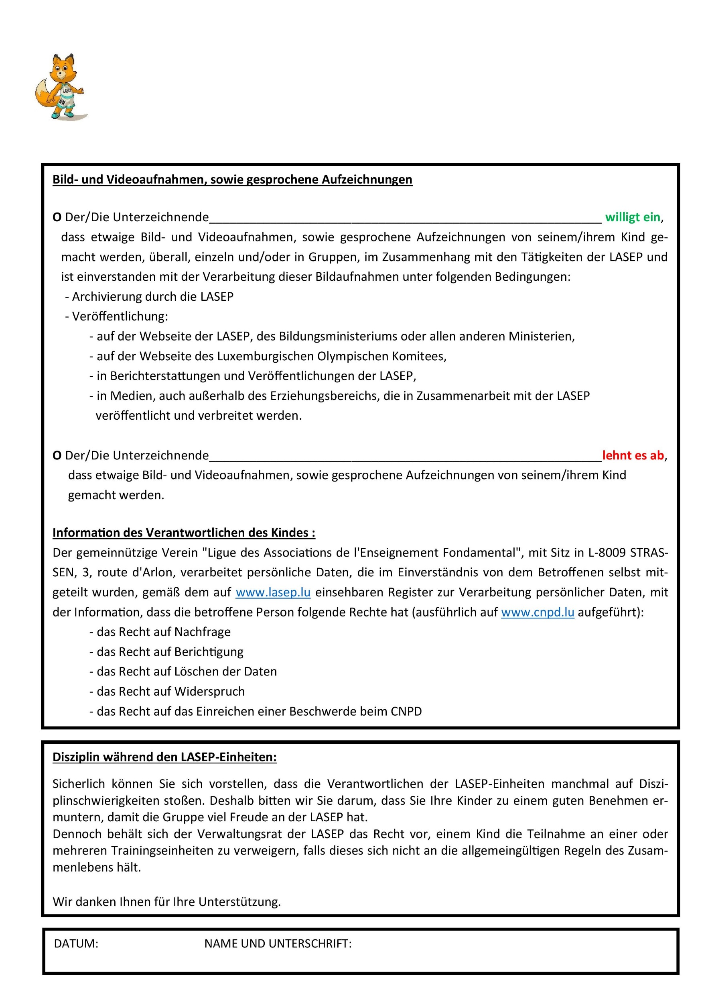 LASEP
Bild- und Videoaufnahmen, sowie gesprochene Aufzeichnungen
O Der/Die Unterzeichnende__________________________________________________________ willigt ein,
dass etwaige Bild- und Videoaufnahmen, sowie gesprochene Aufzeichnungen von seinem/ihrem Kind ge-
macht werden, überall, einzeln und/oder in Gruppen, im Zusammenhang mit den Tätigkeiten der LASEP und
ist einverstanden mit der Verarbeitung dieser Bildaufnahmen unter folgenden Bedingungen:
- Archivierung durch die LASEP
- Veröffentlichung:
- auf der Webseite der LASEP, des Bildungsministeriums oder allen anderen Ministerien,
- auf der Webseite des Luxemburgischen Olympischen Komitees,
- in Berichterstattungen und Veröffentlichungen der LASEP,
- in Medien, auch außerhalb des Erziehungsbereichs, die in Zusammenarbeit mit der LASEP
veröffentlicht und verbreitet werden.
O Der/Die Unterzeichnende__________________________________________________________lehnt es ab,
dass etwaige Bild- und Videoaufnahmen, sowie gesprochene Aufzeichnungen von seinem/ihrem Kind
gemacht werden.
Information des Verantwortlichen des Kindes :
Der gemeinnützige Verein "Ligue des Associations de l'Enseignement Fondamental", mit Sitz in L-8009 STRAS-
SEN, 3, route d'Arlon, verarbeitet persönliche Daten, die im Einverständnis von dem Betroffenen selbst mit-
geteilt wurden, gemäß dem auf www.lasep.lu einsehbaren Register zur Verarbeitung persönlicher Daten, mit
der Information, dass die betroffene Person folgende Rechte hat (ausführlich auf www.cnpd.lu aufgeführt):
- das Recht auf Nachfrage
- das Recht auf Berichtigung
- das Recht auf Löschen der Daten
- das Recht auf Widerspruch
- das Recht auf das Einreichen einer Beschwerde beim CNPD
Disziplin während den LASEP-Einheiten:
Sicherlich können Sie sich vorstellen, dass die Verantwortlichen der LASEP-Einheiten manchmal auf Diszi-
plinschwierigkeiten stoßen. Deshalb bitten wir Sie darum, dass Sie Ihre Kinder zu einem guten Benehmen er-
muntern, damit die Gruppe viel Freude an der LASEP hat.
Dennoch behält sich der Verwaltungsrat der LASEP das Recht vor, einem Kind die Teilnahme an einer oder
mehreren Trainingseinheiten zu verweigern, falls dieses sich nicht an die allgemeingültigen Regeln des Zusam-
menlebens hält.
Wir danken Ihnen für Ihre Unterstützung.
DATUM: NAME UND UNTERSCHRIFT: